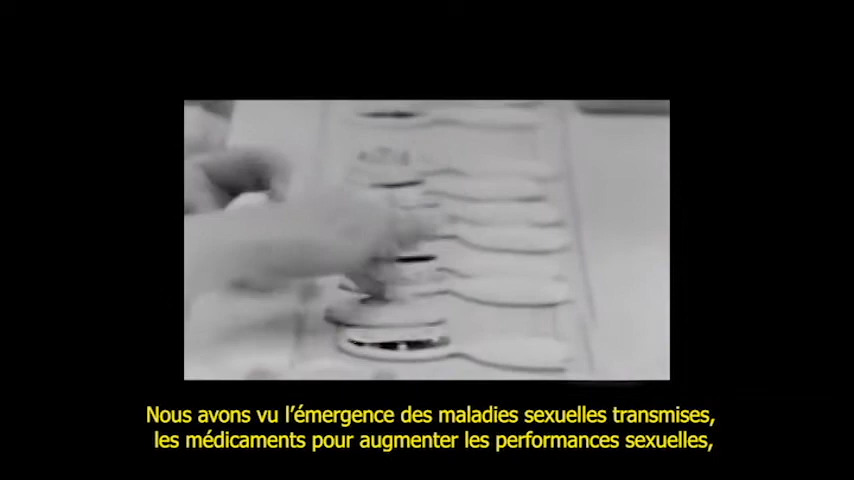 Nous avons vu l’émergence des maladies sexuelles transmises,
les médicaments pour augmenter les performances sexuelles,